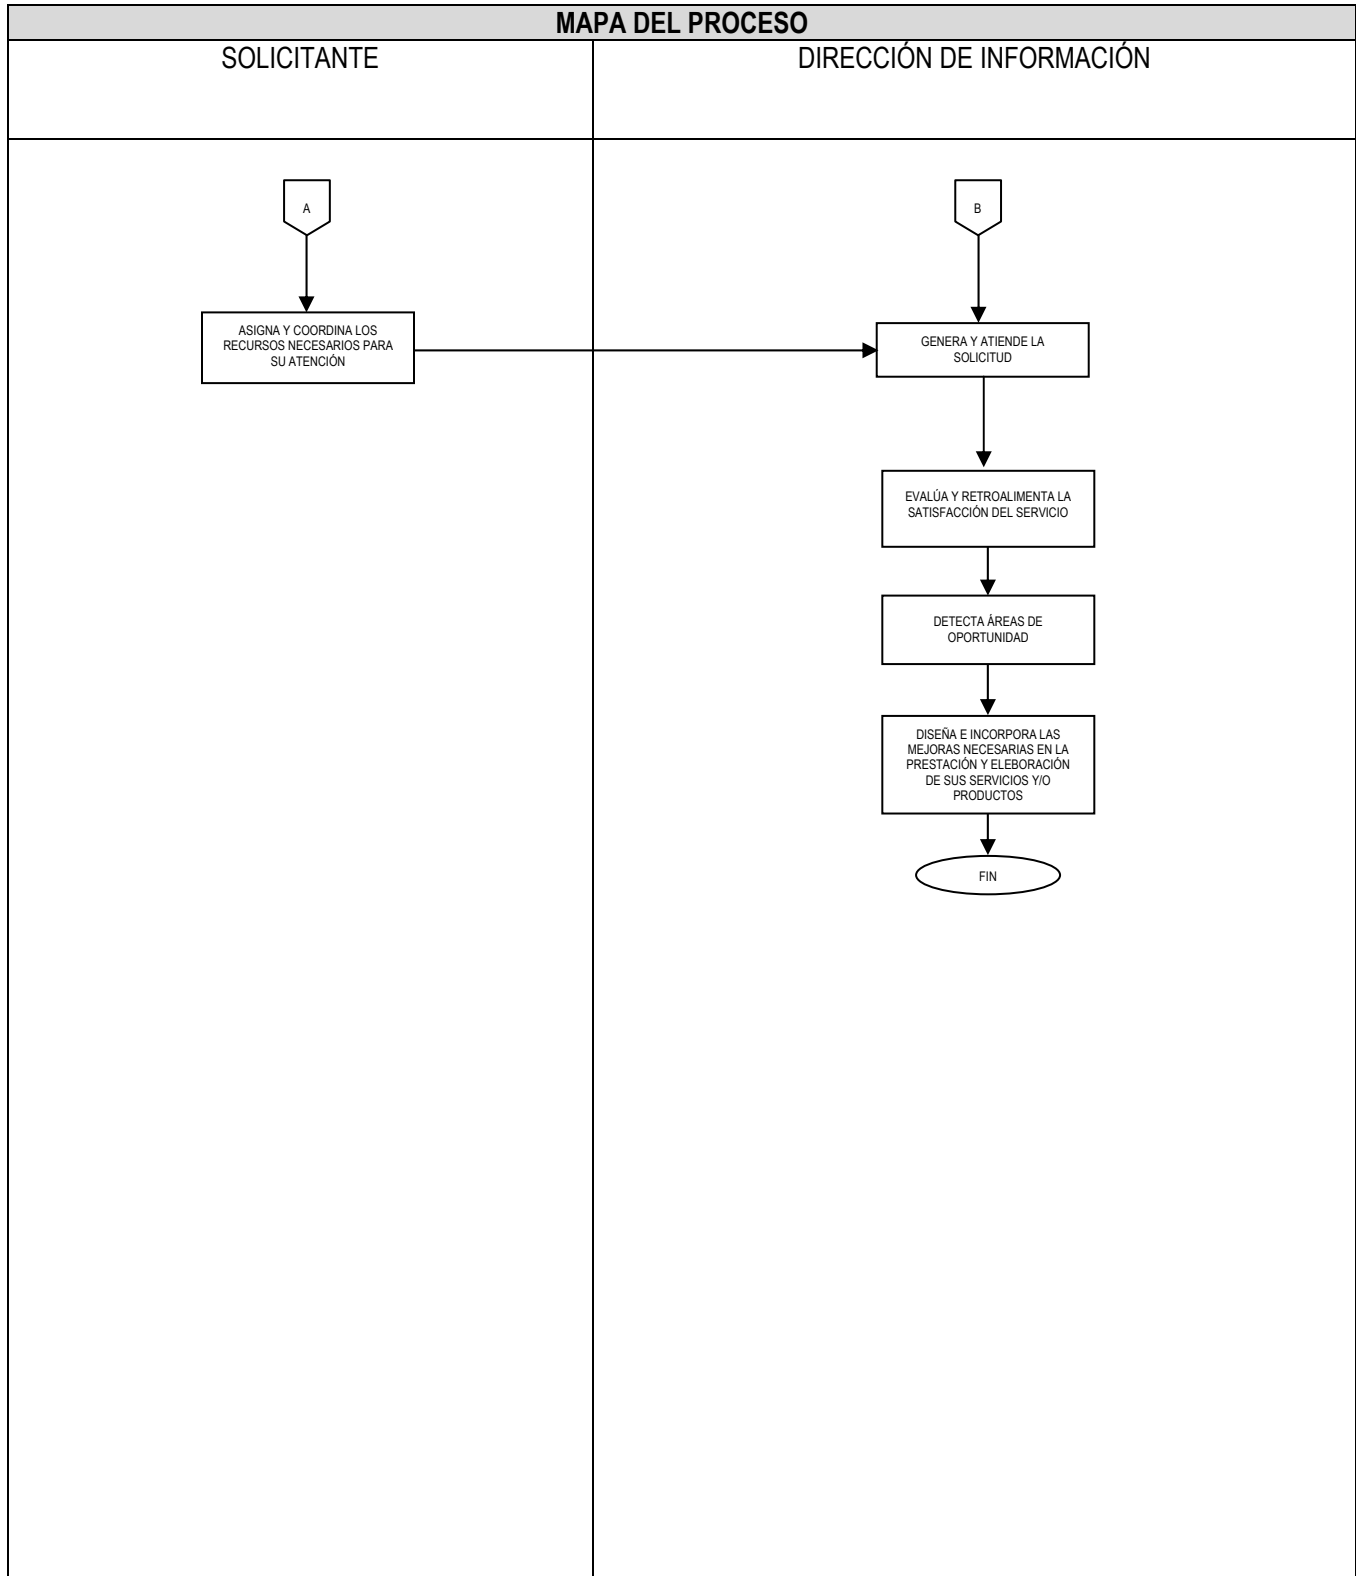 MAPA DEL PROCESO
SOLICITANTE
DIRECCIÓN DE INFORMACIÓN
A
B
ASIGNA Y COORDINA LOS
RECURSOS NECESARIOS PARA
SU ATENCIÓN
GENERA Y ATIENDE LA
SOLICITUD
EVALÚA Y RETROALIMENTA LA
SATISFACCIÓN DEL SERVICIO
DETECTA ÁREAS DE
OPORTUNIDAD
DISEÑA E INCORPORA LAS
MEJORAS NECESARIAS EN LA
PRESTACIÓN Y ELEBORACIÓN
DE SUS SERVICIOS Y/O
PRODUCTOS
FIN